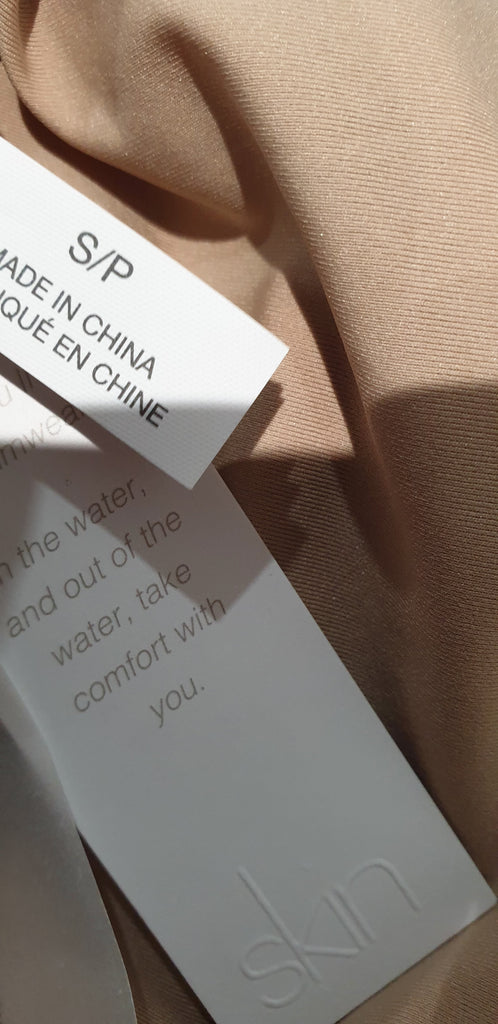 S/P
MADE IN CHINA
IQUÉ EN CHINE
the water,
and out of the
water, take
comfort with
you.
skin